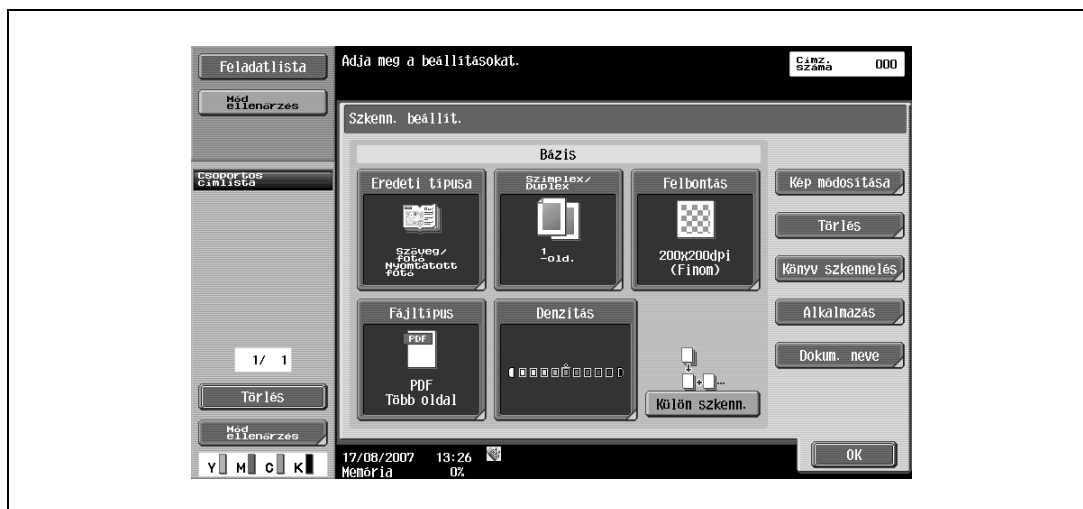 Feladatlista
Mód
ellenőrzés
Csoportos
címlista
1/ 1
Törlés
Mód
ellenőrzés
Y M C K
Adja meg a beállításokat.
Címz.
száma 000
Szkenn. beállít.
Bázis
Eredeti típusa
Szöveg/
fotó
Nyomtatott
fotó
Szimplex/
Duplex
1
-old.
Felbontás
200x200dpi
(Finom)
Fájltípus
PDF
PDF
Több oldal
Denzitás
Külön szkenn.
Kép módosítása
Törlés
Könyv szkennelés
Alkalmazás
Dokum. neve
17/08/2007 13:26
Memória 0%
OK